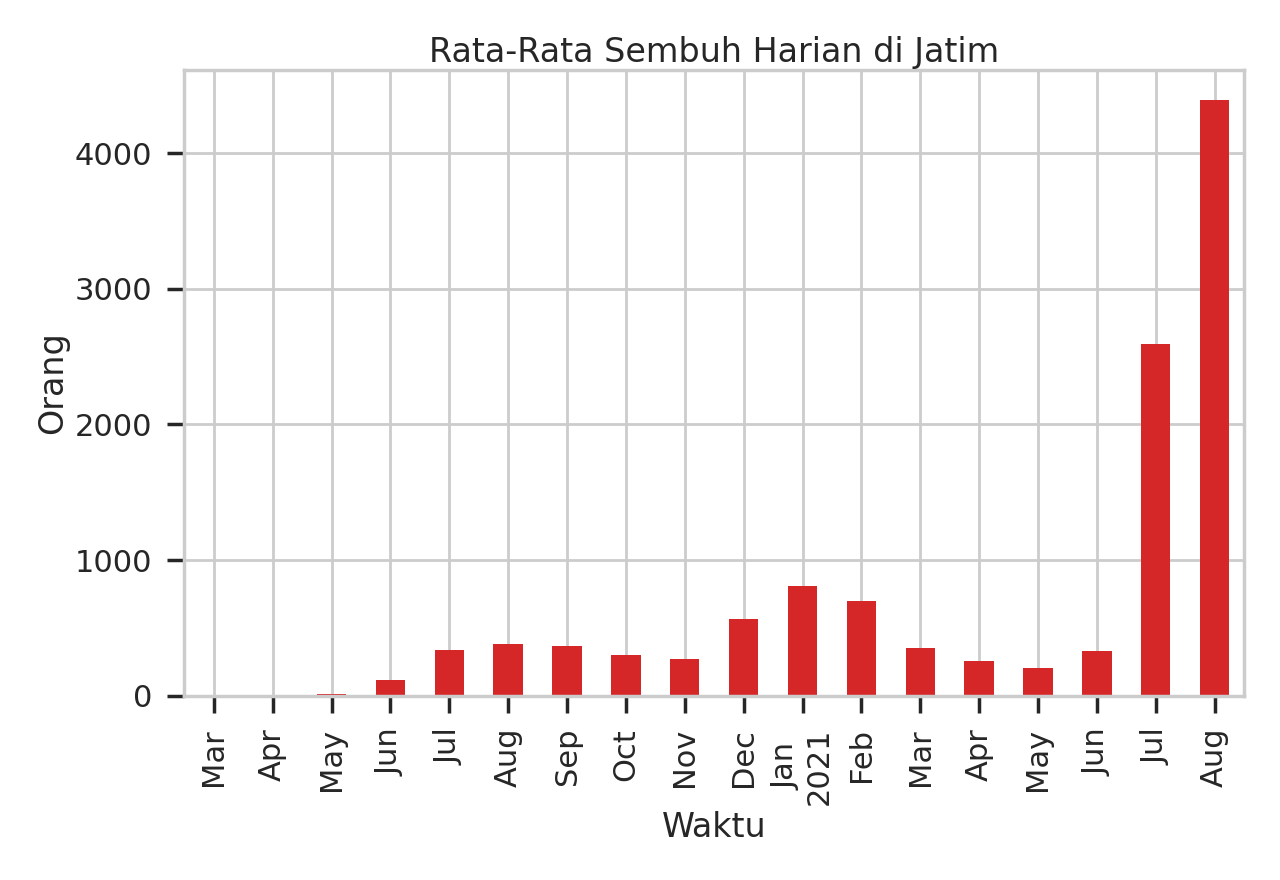 Rata-Rata Sembuh Harian di Jatim
Orang
4000
3000
2000
1000
0
Mar
Apr
May
Jun
Jul
Aug
Sep
Oct
Nov
Dec
Jan
2021
Feb
Mar
Apr
May
Jun
Jul
Aug
Waktu